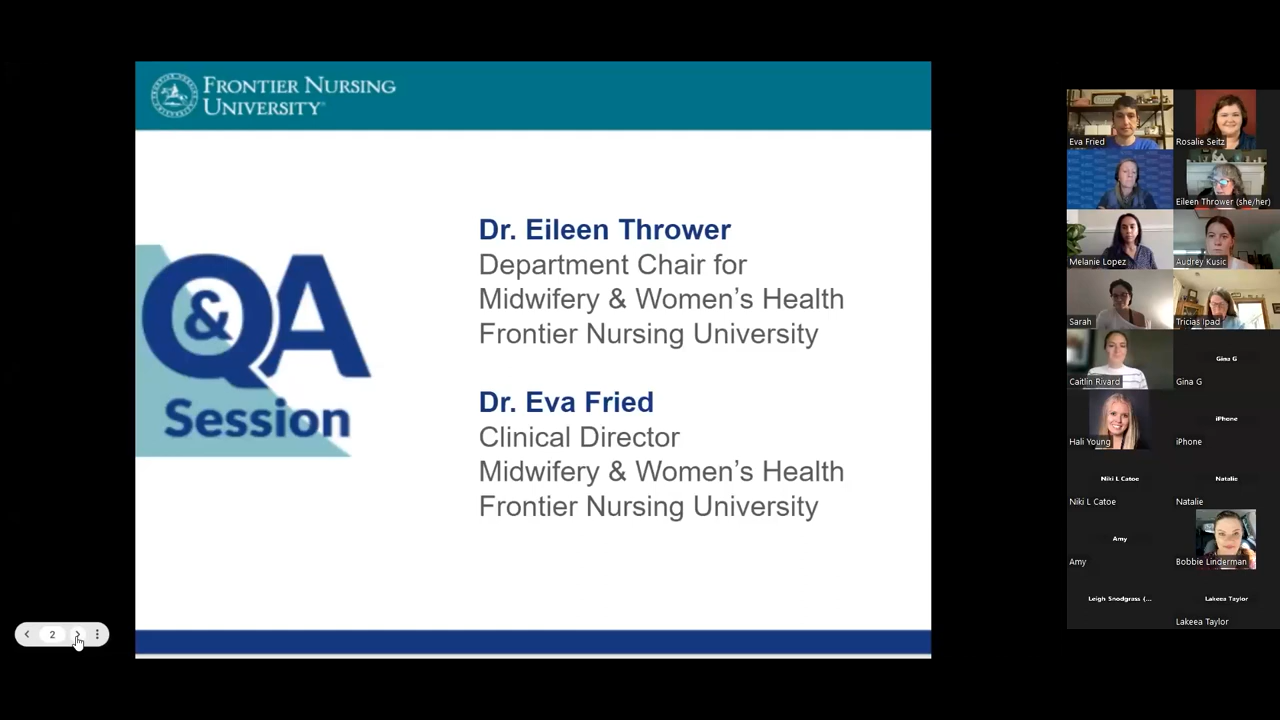 FRONTIER NURSING
UNIVERSITY
Q&A
Session
Dr. Eileen Thrower
Department Chair for
Midwifery & Women’s Health
Frontier Nursing University
Dr. Eva Fried
Clinical Director
Midwifery & Women’s Health
Frontier Nursing University
2
Eva Fried
Rosalie Seitz
Eileen Thrower (she/her)
Melanie Lopez
Audrey Kusic
Sarah
Tricias Ipad
Caitlin Rivard
Gina G
Gina G
Hali Young
iPhone
iPhone
Niki L Catoe
Niki L Catoe
Natalie
Natalie
Amy
Amy
Bobbie Linderman
Leigh Snodgrass (...
Lakeea Taylor
Lakeea Taylor